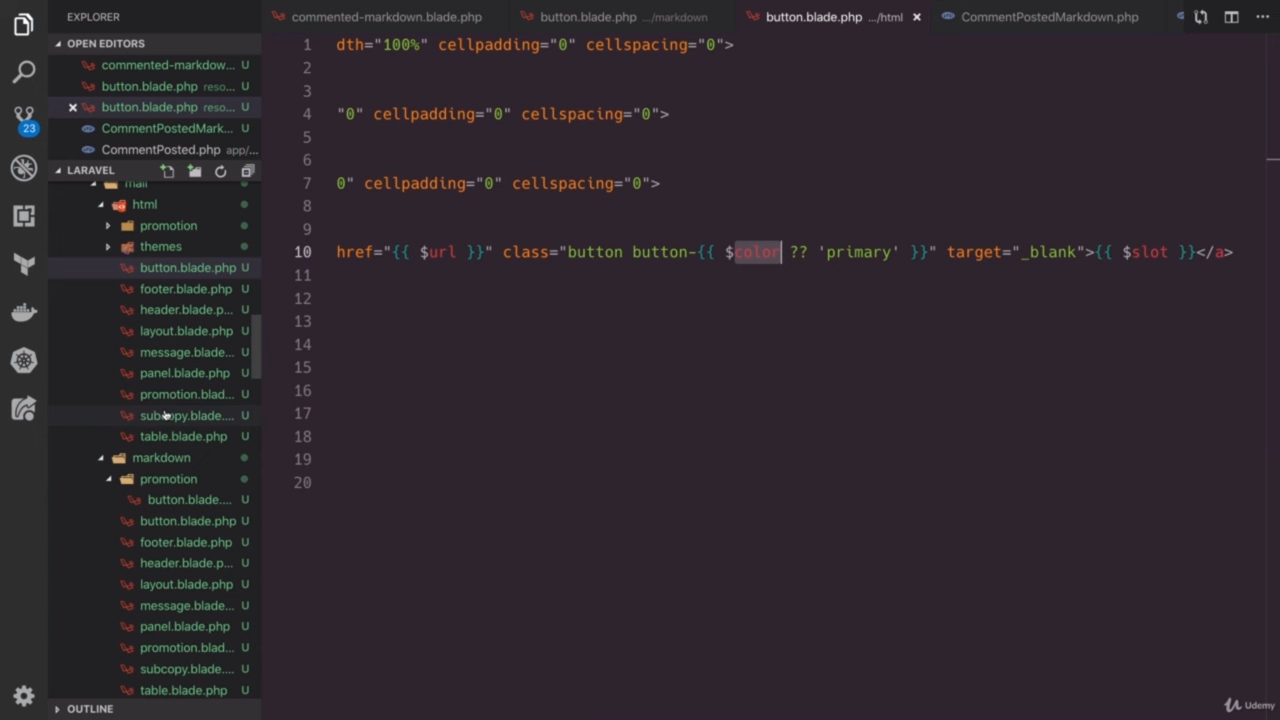 EXPLORER
commented-markdown.blade.php
button.blade.php .../markdown
button.blade.php .../html
CommentPostedMarkdown.php
OPEN EDITORS
commented-markdow... U
button.blade.php reso... U
button.blade.php reso... U
CommentPostedMark... U
CommentPosted.php app/...
23
LARAVEL
mail
html
promotion
themes
button.blade.php U
footer.blade.php U
header.blade.p... U
layout.blade.php U
message.blade... U
panel.blade.php U
promotion.blad... U
subcopy.blade.... U
table.blade.php U
markdown
promotion
button.blade.... U
button.blade.php U
footer.blade.php U
header.blade.p... U
layout.blade.php U
message.blade... U
panel.blade.php U
promotion.blad... U
subcopy.blade.... U
table.blade.php U
OUTLINE
1 dth="100%" cellpadding="0" cellspacing="0">
2
3
4 "0" cellpadding="0" cellspacing="0">
5
6
7 0" cellpadding="0" cellspacing="0">
8
9
10 href="{{ $url }}" class="button button-{{ $color ?? 'primary' }}" target="_blank">{{ $slot }}</a>
11
12
13
14
15
16
17
18
19
20
Udemy